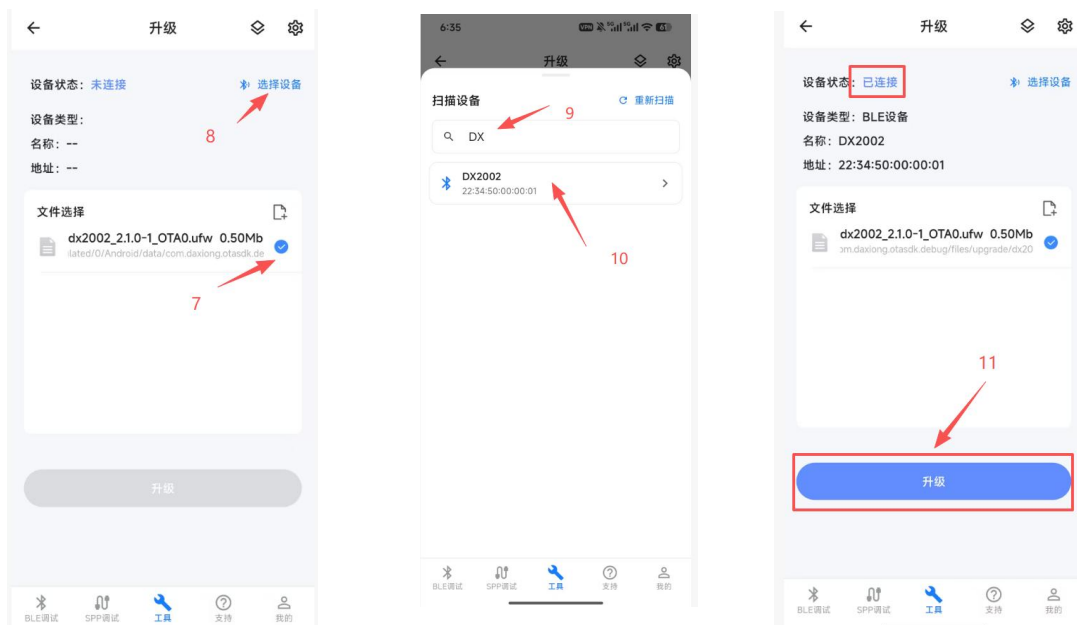 升级
设备状态：未连接
选择设备
8
设备类型：
名称：--
地址：--
文件选择
dx2002_2.1.0-1_OTA0.ufw 0.50Mb
lated/0/Android/data/com.daxiong.otasdk.de
7
升级
BLE调试 SPP调试 工具 支持 我的
6:35
升级
扫描设备
重新扫描
9
DX
DX2002
22:34:50:00:00:01
10
BLE调试 SPP调试 工具 支持 我的
升级
设备状态：已连接
选择设备
设备类型：BLE设备
名称：DX2002
地址：22:34:50:00:00:01
文件选择
dx2002_2.1.0-1_OTA0.ufw 0.50Mb
om.daxiong.otasdk.debug/files/upgrade/dx20
11
升级
BLE调试 SPP调试 工具 支持 我的